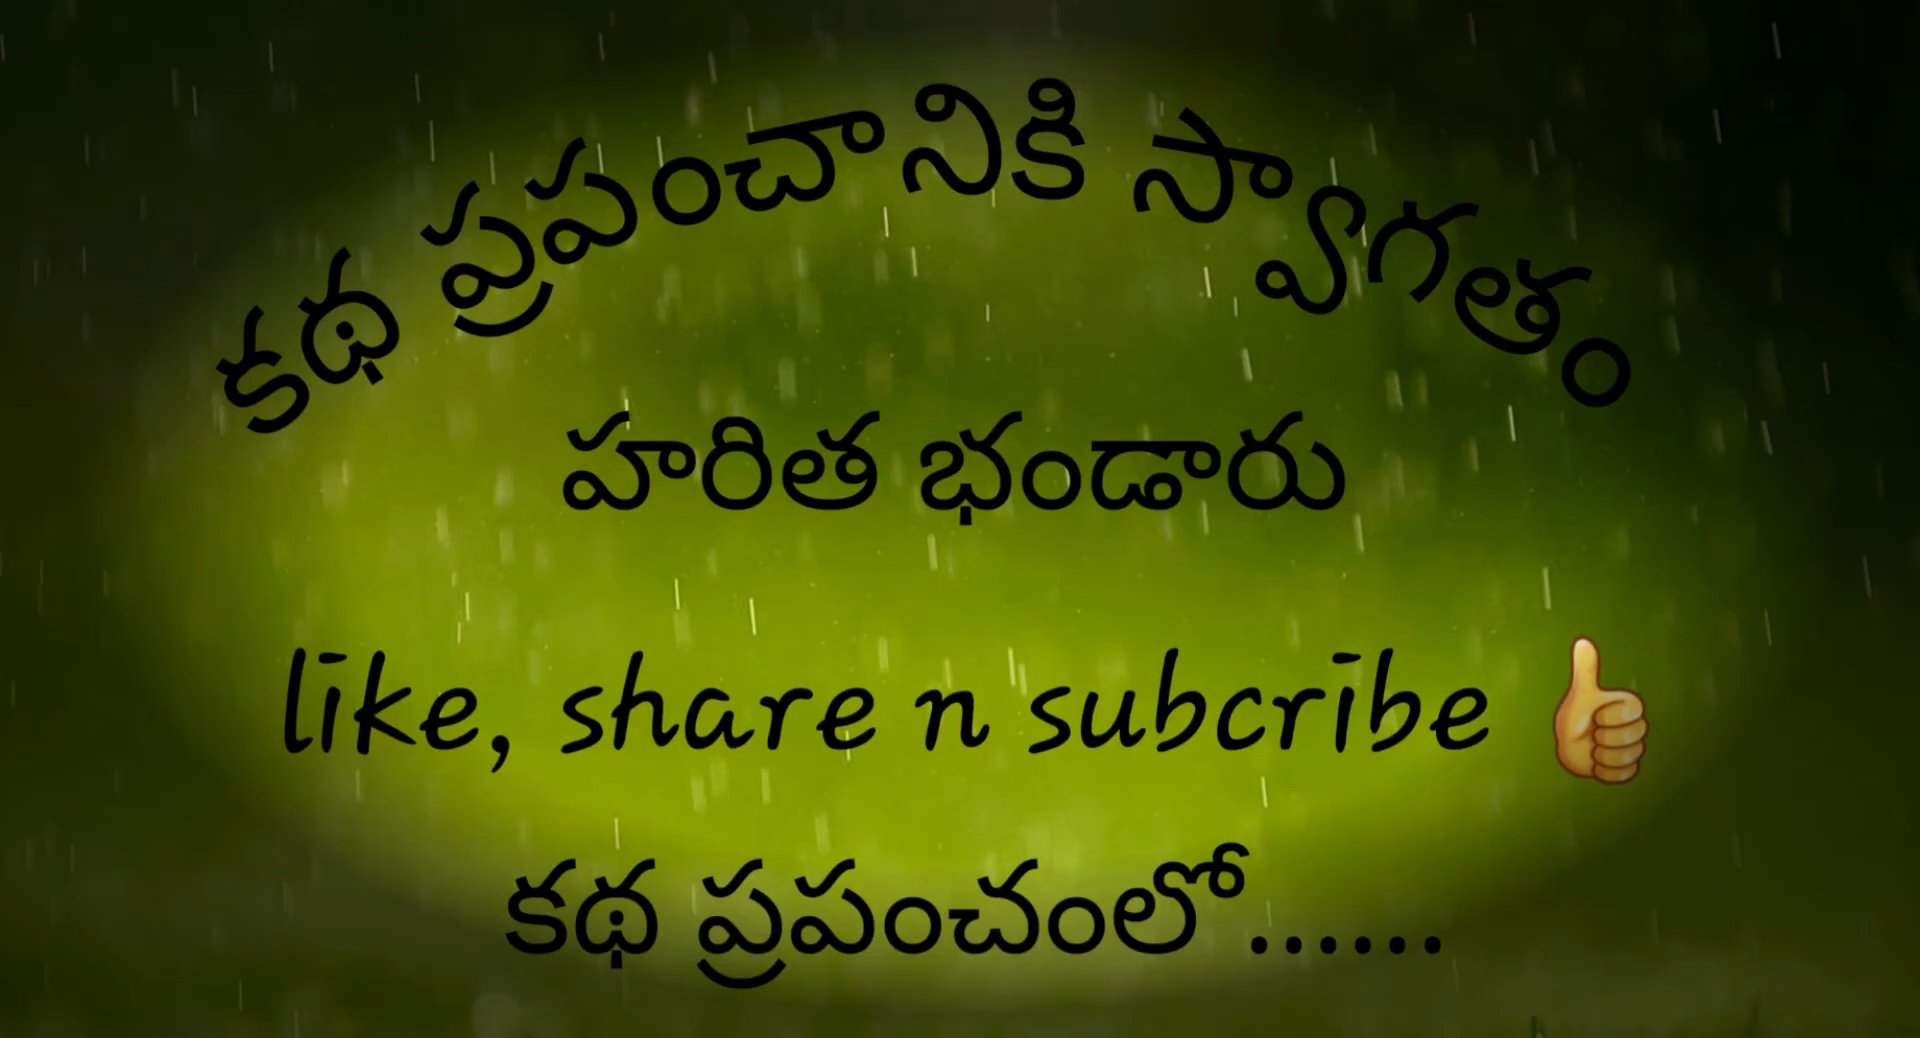 కథ ప్రపంచానికి స్వాగతం
హరిత భండారు
like, share n subcribe 👍
కథ ప్రపంచంలో......